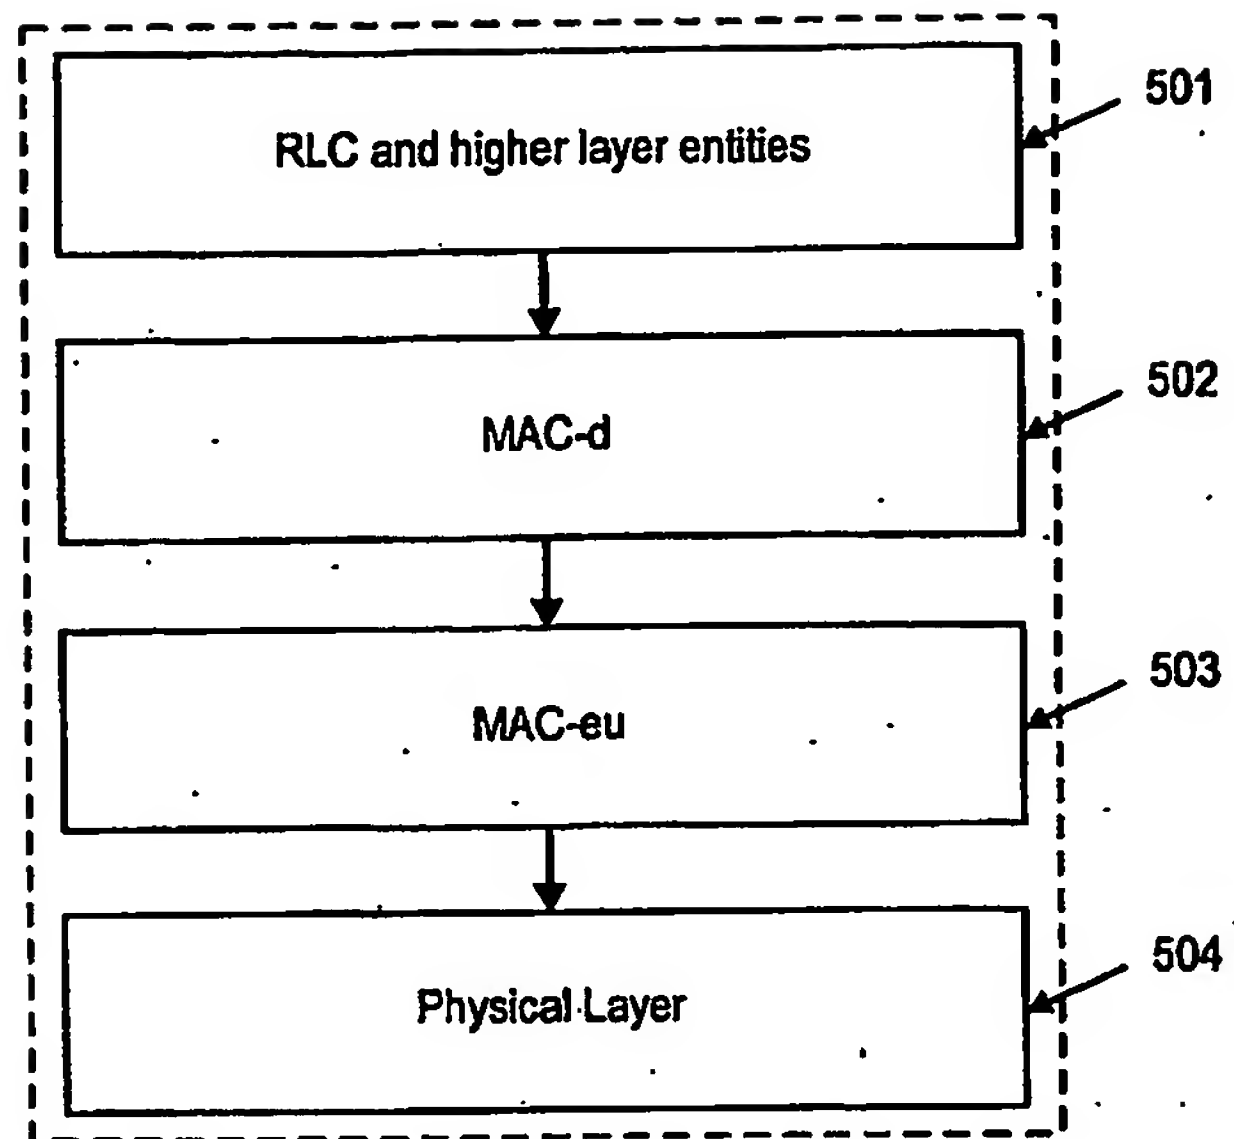 RLC and higher layer entities
501
MAC-d
502
MAC-eu
503
Physical Layer
504